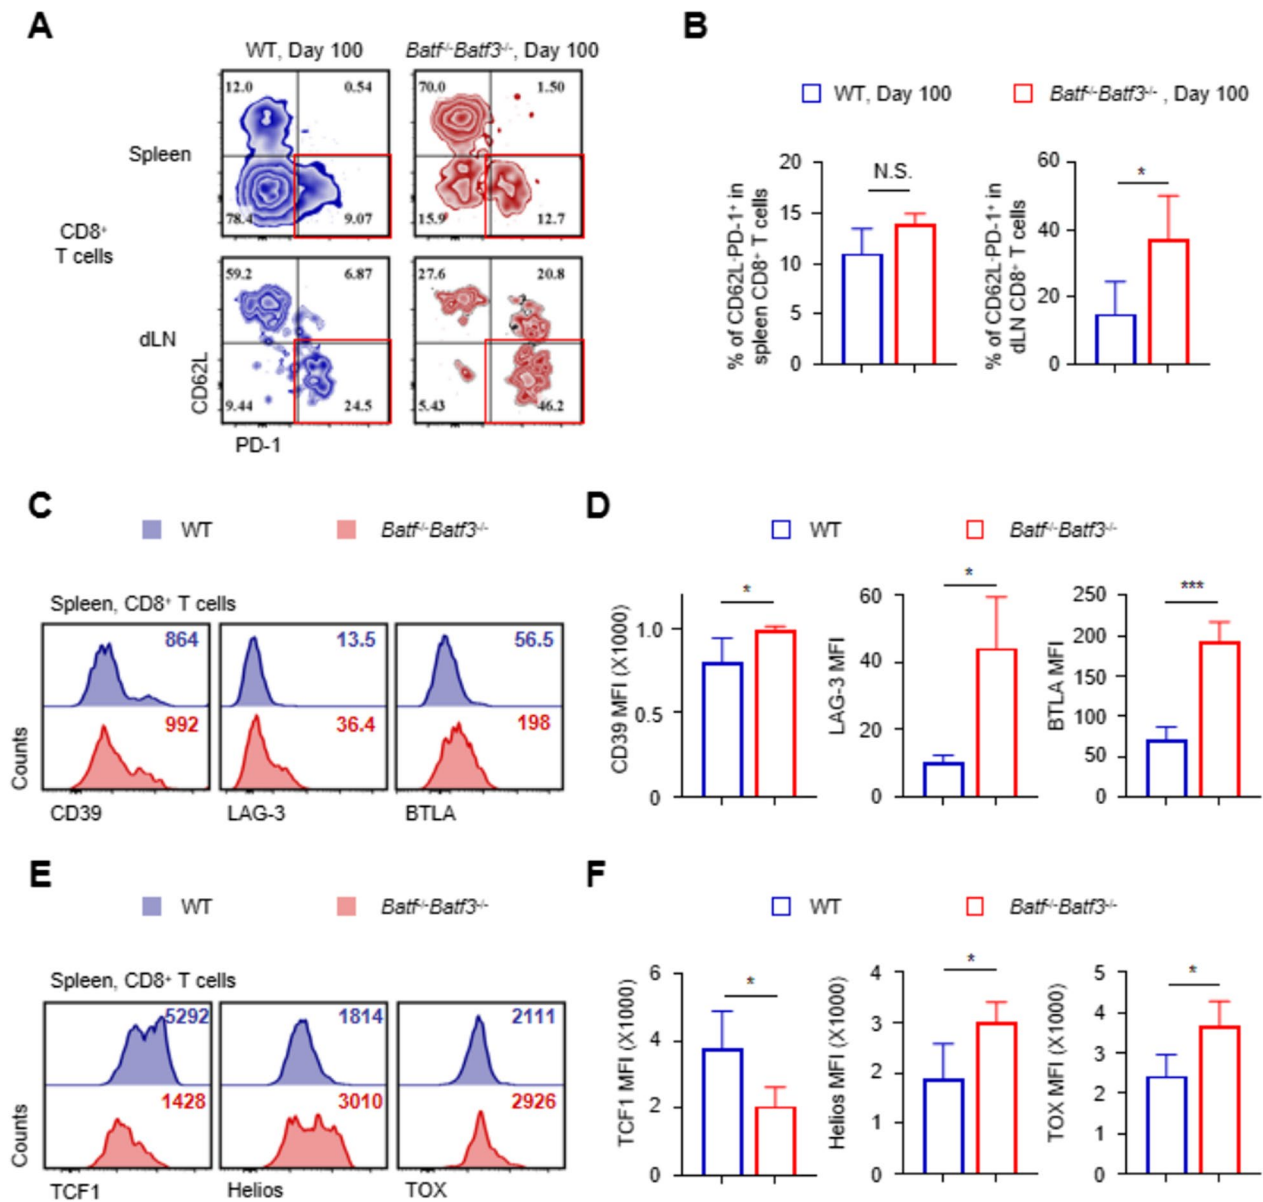 A
WT, Day 100
Batf⁻/⁻Batf3⁻/⁻, Day 100
CD8⁺
T cells
Spleen
12.0
0.54
78.4
9.07
70.0
1.50
15.9
12.7
dLN
59.2
6.87
9.44
24.5
27.6
20.8
5.43
46.2
CD62L
PD-1
B
WT, Day 100
Batf⁻/⁻Batf3⁻/⁻ , Day 100
% of CD62L⁻PD-1⁺ in
spleen CD8⁺ T cells
20
15
10
5
0
N.S.
% of CD62L⁻PD-1⁺ in
dLN CD8⁺ T cells
60
40
20
0
*
C
WT
Batf⁻/⁻Batf3⁻/⁻
Spleen, CD8⁺ T cells
864
13.5
56.5
992
36.4
198
Counts
CD39
LAG-3
BTLA
D
WT
Batf⁻/⁻Batf3⁻/⁻
CD39 MFI (X1000)
1.0
0.5
0
*
LAG-3 MFI
60
40
20
0
*
BTLA MFI
250
200
150
100
50
0
***
E
WT
Batf⁻/⁻Batf3⁻/⁻
Spleen, CD8⁺ T cells
5292
1814
2111
1428
3010
2926
Counts
TCF1
Helios
TOX
F
WT
Batf⁻/⁻Batf3⁻/⁻
TCF1 MFI (X1000)
6
4
2
0
*
Helios MFI (X1000)
4
3
2
1
0
*
TOX MFI (X1000)
5
4
3
2
1
0
*